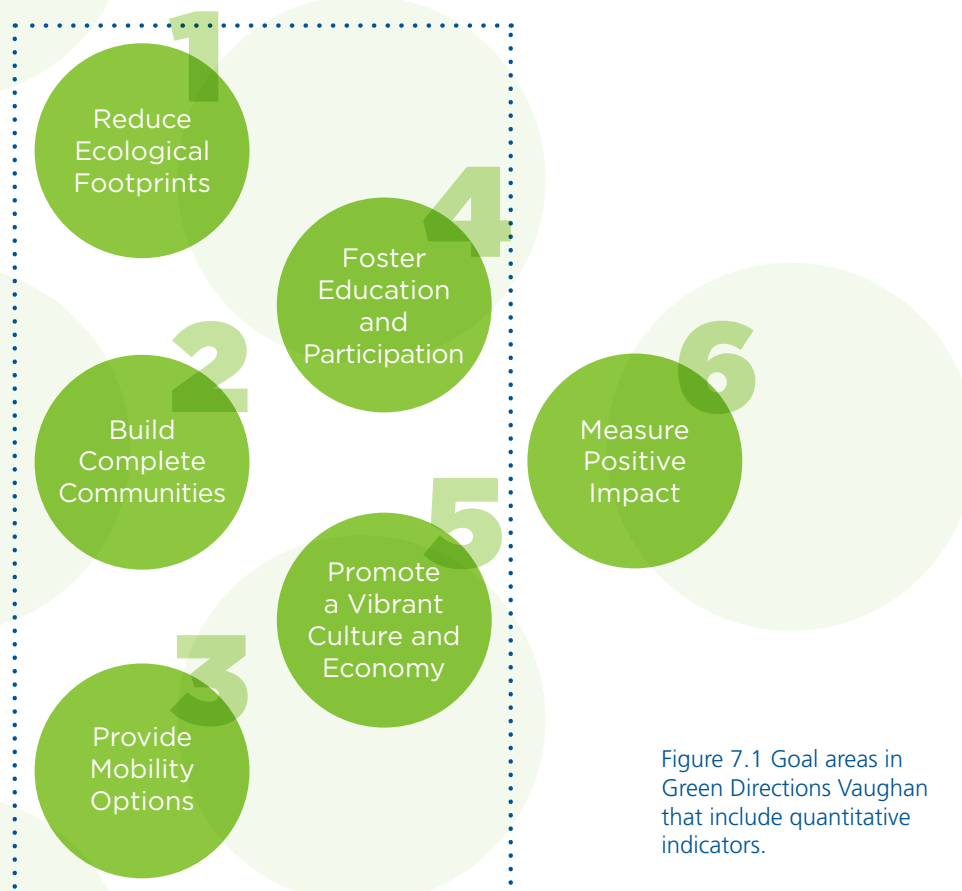 1
Reduce
Ecological
Footprints
2
Build
Complete
Communities
3
Provide
Mobility
Options
4
Foster
Education
and
Participation
5
Promote
a Vibrant
Culture and
Economy
6
Measure
Positive
Impact
Figure 7.1 Goal areas in
Green Directions Vaughan
that include quantitative
indicators.